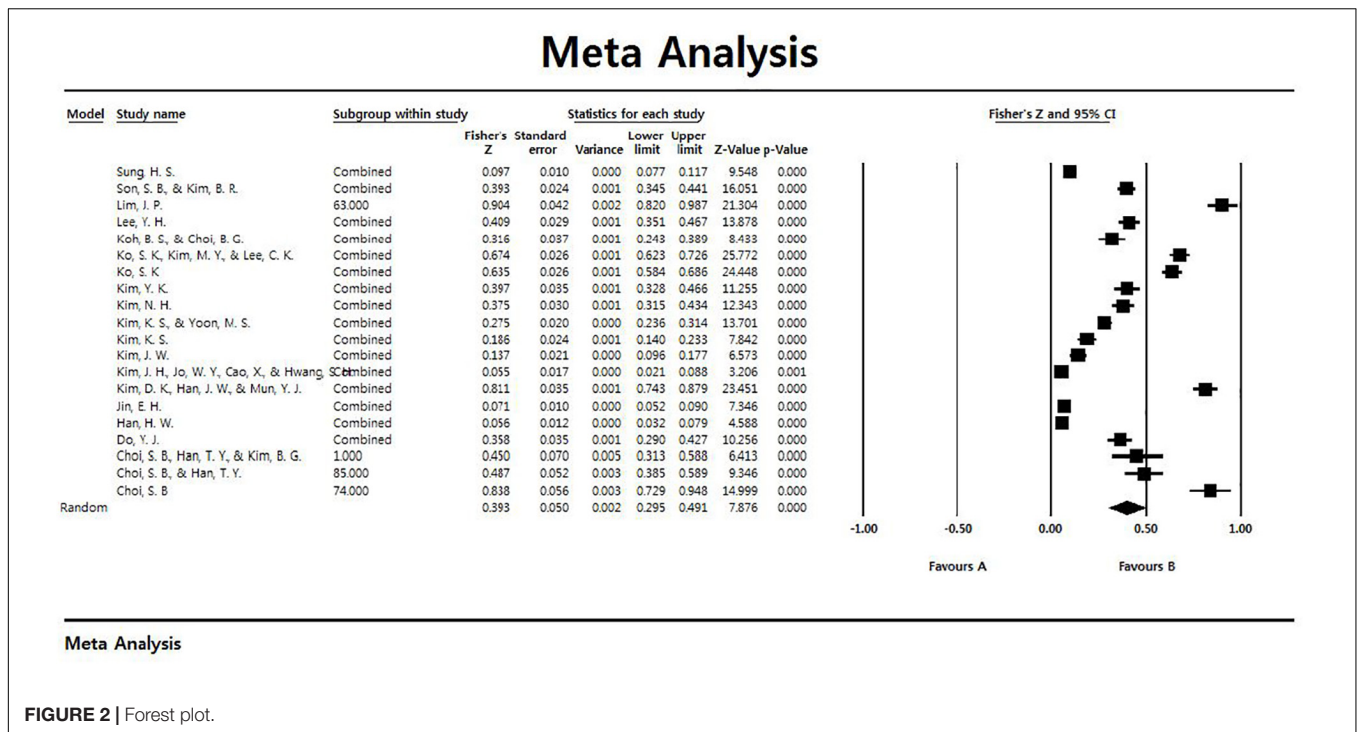 Meta Analysis
Model Study name Subgroup within study Statistics for each study Fisher's Z and 95% CI
Fisher's Standard Lower Upper
Z error Variance limit limit Z-Value p-Value
Sung, H. S. Combined 0.097 0.010 0.000 0.077 0.117 9.548 0.000
Son, S. B., & Kim, B. R. Combined 0.393 0.024 0.001 0.345 0.441 16.051 0.000
Lim, J. P. 63.000 0.904 0.042 0.002 0.820 0.987 21.304 0.000
Lee, Y. H. Combined 0.409 0.029 0.001 0.351 0.467 13.878 0.000
Koh, B. S., & Choi, B. G. Combined 0.316 0.037 0.001 0.243 0.389 8.433 0.000
Ko, S. K., Kim, M. Y., & Lee, C. K. Combined 0.674 0.026 0.001 0.623 0.726 25.772 0.000
Ko, S. K Combined 0.635 0.026 0.001 0.584 0.686 24.448 0.000
Kim, Y. K. Combined 0.397 0.035 0.001 0.328 0.466 11.255 0.000
Kim, N. H. Combined 0.375 0.030 0.001 0.315 0.434 12.343 0.000
Kim, K. S., & Yoon, M. S. Combined 0.275 0.020 0.000 0.236 0.314 13.701 0.000
Kim, K. S. Combined 0.186 0.024 0.001 0.140 0.233 7.842 0.000
Kim, J. W. Combined 0.137 0.021 0.000 0.096 0.177 6.573 0.000
Kim, J. H., Jo, W. Y., Cao, X., & Hwang, Combined 0.055 0.017 0.000 0.021 0.088 3.206 0.001
Kim, D. K., Han, J. W., & Mun, Y. J. Combined 0.811 0.035 0.001 0.743 0.879 23.451 0.000
Jin, E. H. Combined 0.071 0.010 0.000 0.052 0.090 7.346 0.000
Han, H. W. Combined 0.056 0.012 0.000 0.032 0.079 4.588 0.000
Do, Y. J. Combined 0.358 0.035 0.001 0.290 0.427 10.256 0.000
Choi, S. B., Han, T. Y., & Kim, B. G. 1.000 0.450 0.070 0.005 0.313 0.588 6.413 0.000
Choi, S. B., & Han, T. Y. 85.000 0.487 0.052 0.003 0.385 0.589 9.346 0.000
Choi, S. B 74.000 0.838 0.056 0.003 0.729 0.948 14.999 0.000
Random 0.393 0.050 0.002 0.295 0.491 7.876 0.000
-1.00 -0.50 0.00 0.50 1.00
Favours A Favours B
Meta Analysis
FIGURE 2 | Forest plot.